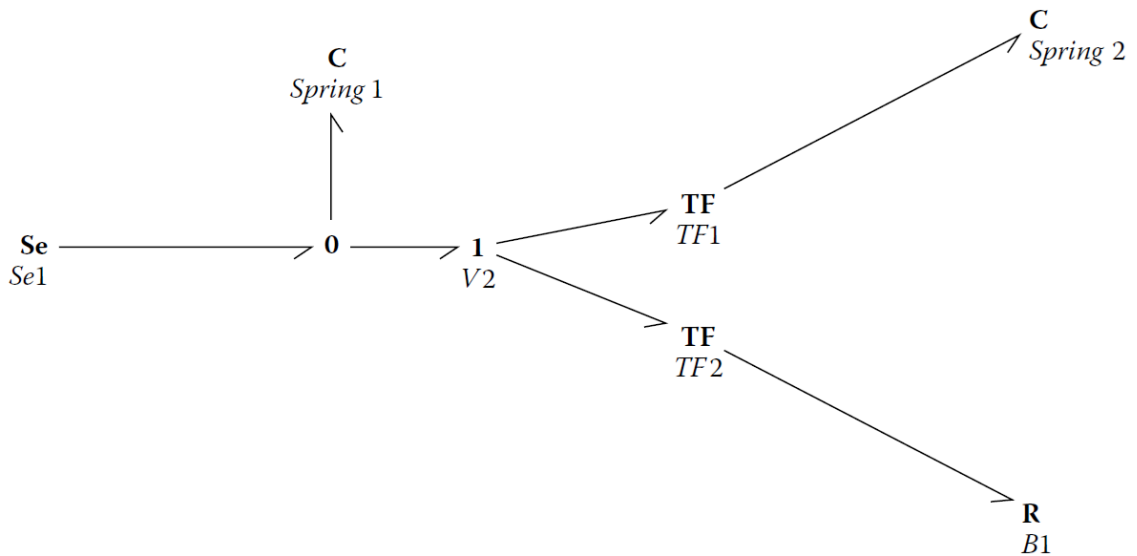 C
Spring 2
C
Spring 1
TF
TF1
Se
Se1
0
1
V2
TF
TF2
R
B1